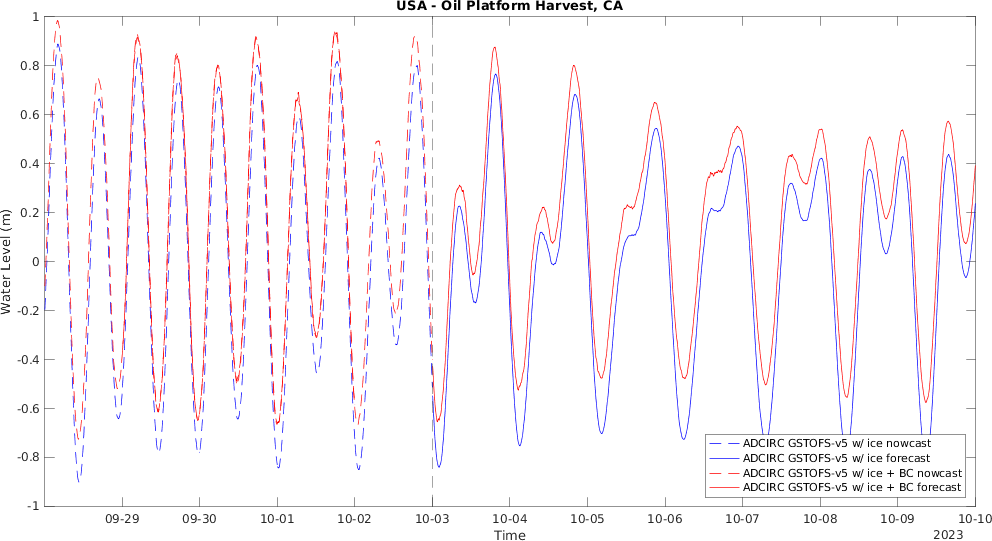 USA - Oil Platform Harvest, CA
Water Level (m)
1
0.8
0.6
0.4
0.2
0
-0.2
-0.4
-0.6
-0.8
-1
ADCIRC GSTOFS-v5 w/ ice nowcast
ADCIRC GSTOFS-v5 w/ ice forecast
ADCIRC GSTOFS-v5 w/ ice + BC nowcast
ADCIRC GSTOFS-v5 w/ ice + BC forecast
09-29 09-30 10-01 10-02 10-03 10-04 10-05 10-06 10-07 10-08 10-09 10-10
Time
2023